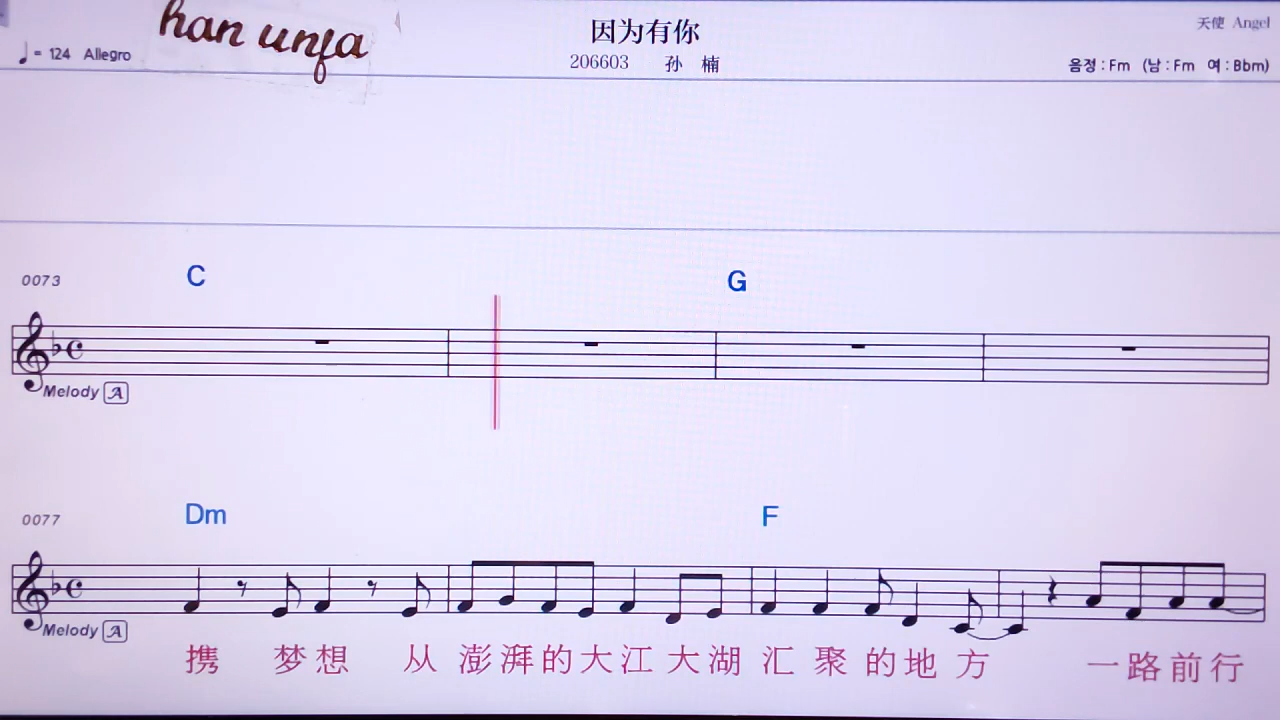 han unfa
因为有你
天使 Angel
♩= 124 Allegro
206603 孙 楠
음정 : Fm (남 : Fm 여 : Bbm)
0073
C G
Melody A
0077
Dm F
Melody A
携 梦想 从 澎湃的大江 大湖 汇 聚 的地 方 一路前行